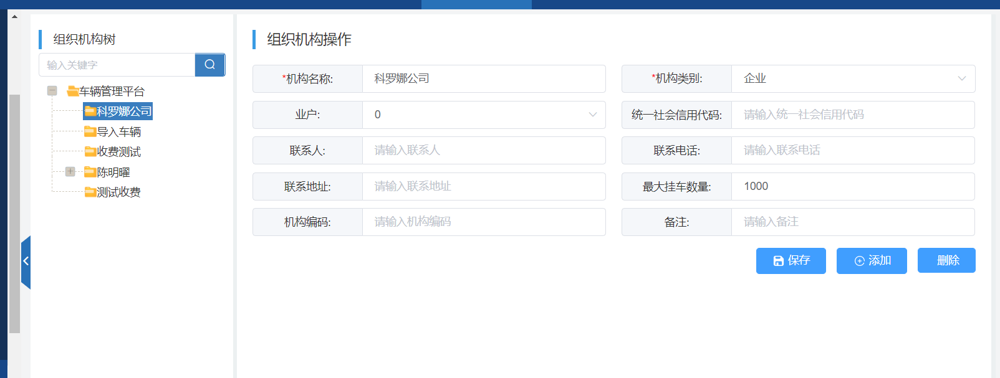 组织机构树
输入关键字
车辆管理平台
科罗娜公司
导入车辆
收费测试
陈明曜
测试收费
组织机构操作
*机构名称: 科罗娜公司 *机构类别: 企业
业户: 0 统一社会信用代码: 请输入统一社会信用代码
联系人: 请输入联系人 联系电话: 请输入联系电话
联系地址: 请输入联系地址 最大挂车数量: 1000
机构编码: 请输入机构编码 备注: 请输入备注
保存 添加 删除